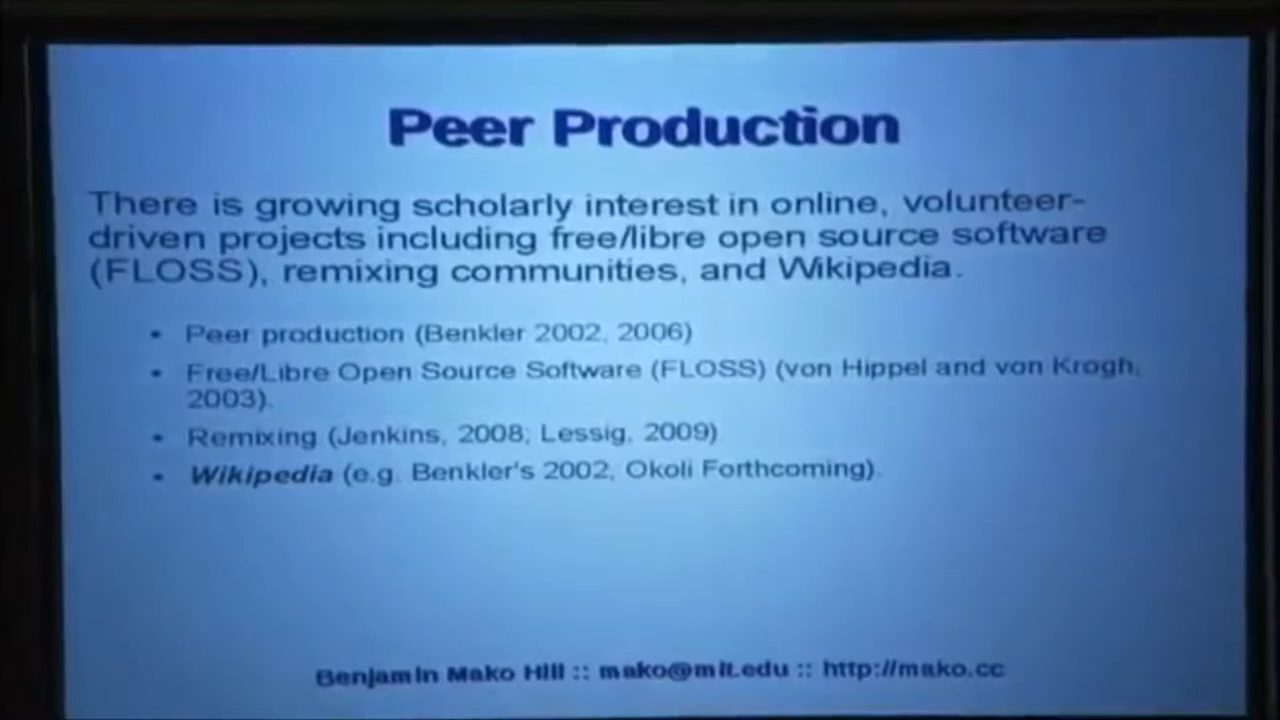 Peer Production
There is growing scholarly interest in online, volunteer-
driven projects including free/libre open source software
(FLOSS), remixing communities, and Wikipedia.
• Peer production (Benkler 2002, 2006)
• Free/Libre Open Source Software (FLOSS) (von Hippel and von Krogh,
2003).
• Remixing (Jenkins, 2008; Lessig, 2009)
• Wikipedia (e.g. Benkler's 2002, Okoli Forthcoming).
Benjamin Mako Hill :: mako@mit.edu :: http://mako.cc